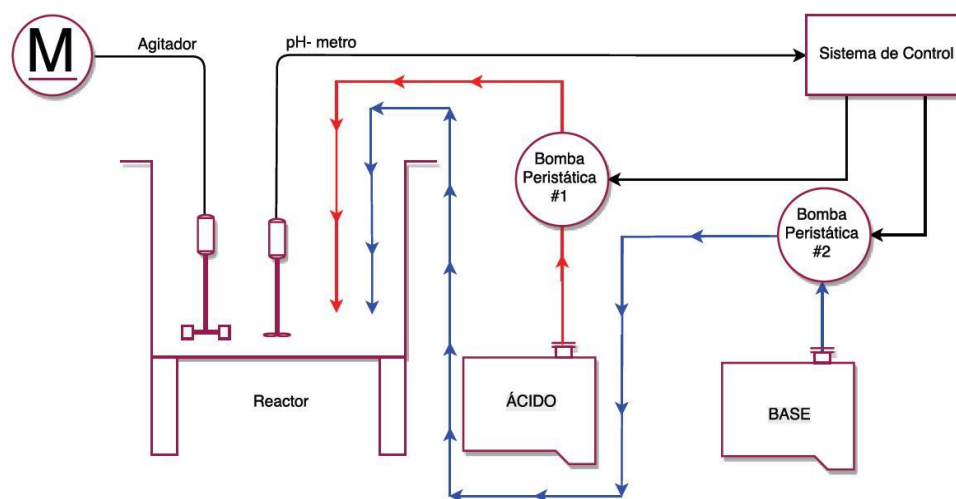 M
Agitador
pH- metro
Sistema de Control
Bomba
Peristática
#1
Bomba
Peristática
#2
Reactor
ÁCIDO
BASE